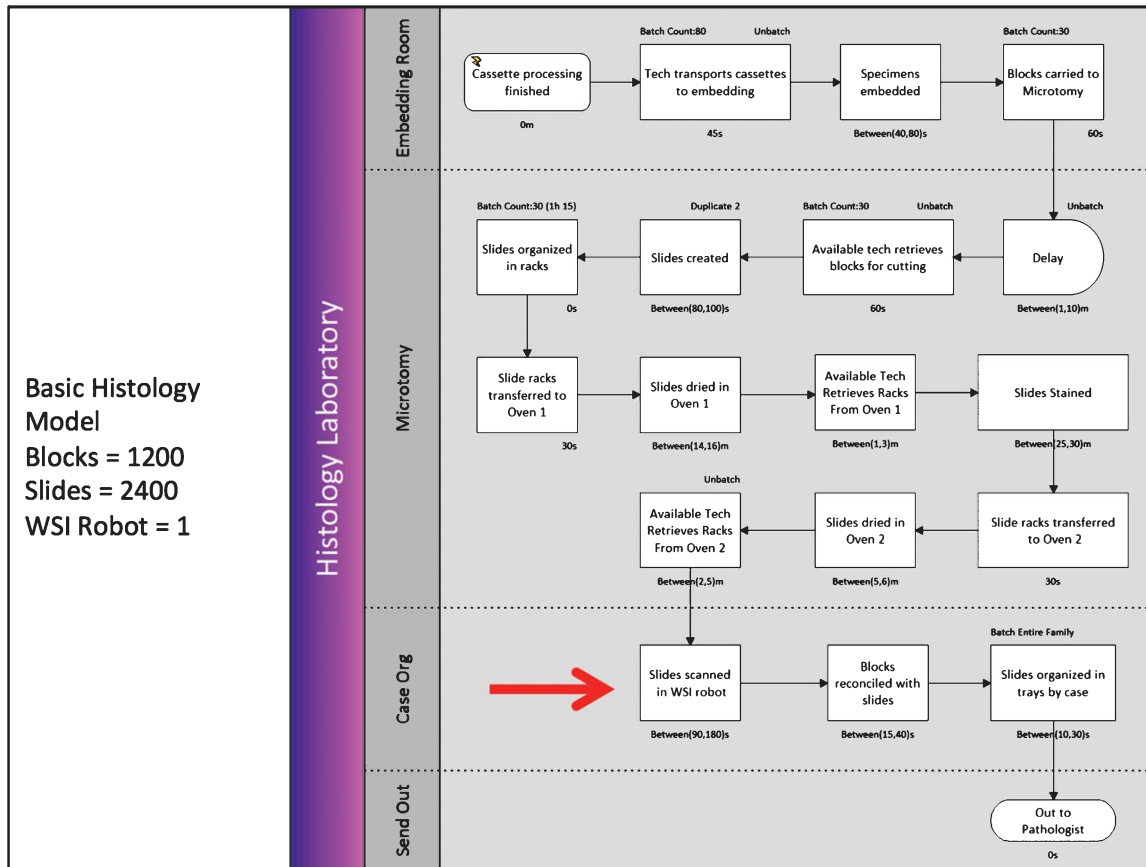 Basic Histology
Model
Blocks = 1200
Slides = 2400
WSI Robot = 1
Histology Laboratory
Embedding Room
Cassette processing
finished
0m
Batch Count:80 Unbatch
Tech transports cassettes
to embedding
45s
Specimens
embedded
Between(40,80)s
Batch Count:30
Blocks carried to
Microtomy
60s
Microtomy
Unbatch
Delay
Between(1,10)m
Batch Count:30 Unbatch
Available tech retrieves
blocks for cutting
60s
Duplicate 2
Slides created
Between(80,100)s
Batch Count:30 (1h 15)
Slides organized
in racks
0s
Slide racks
transferred to
Oven 1
30s
Slides dried in
Oven 1
Between(14,16)m
Available Tech
Retrieves Racks
From Oven 1
Between(1,3)m
Slides Stained
Between(25,30)m
Slide racks transferred
to Oven 2
30s
Slides dried in
Oven 2
Between(5,6)m
Unbatch
Available Tech
Retrieves Racks
From Oven 2
Between(2,5)m
Case Org
Slides scanned
in WSI robot
Between(90,180)s
Blocks
reconciled with
slides
Between(15,40)s
Batch Entire Family
Slides organized in
trays by case
Between(10,30)s
Send Out
Out to
Pathologist
0s